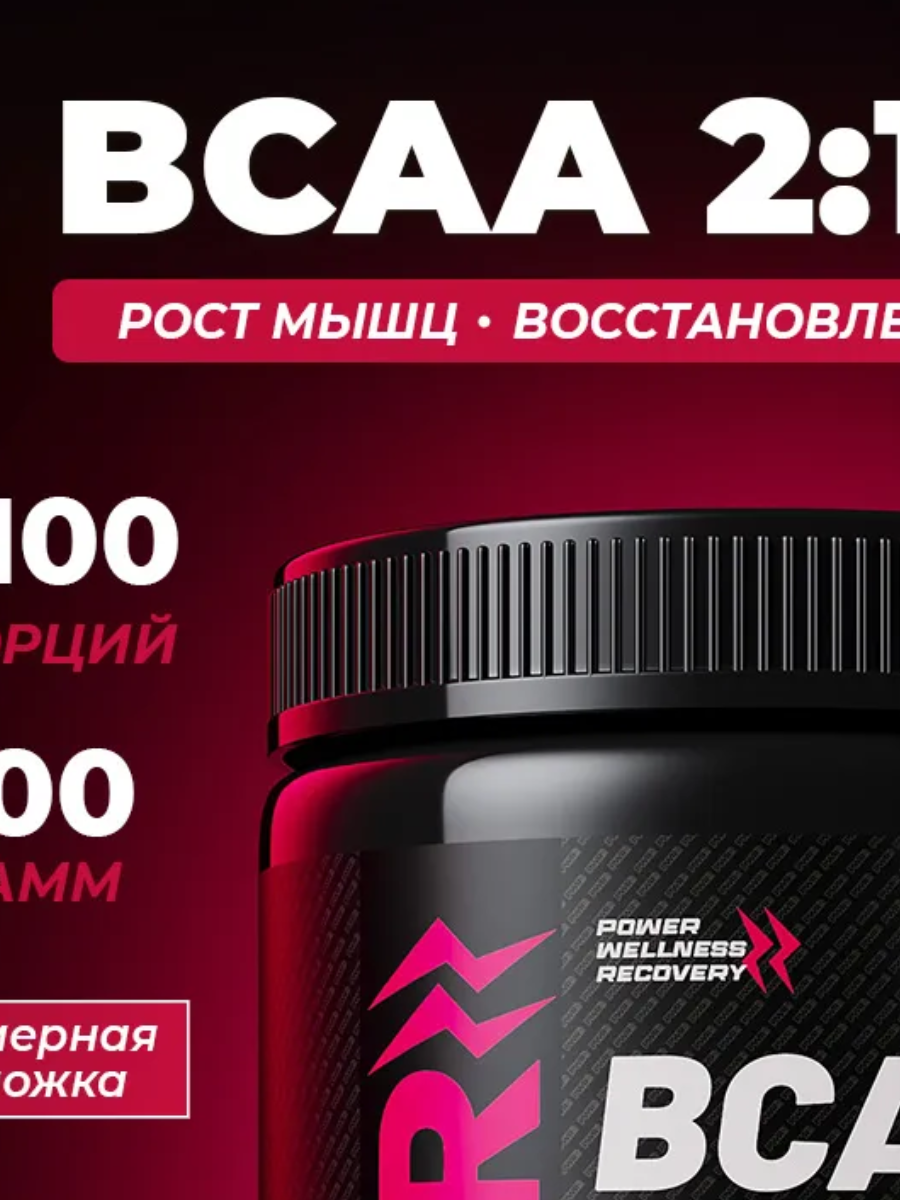 BCAA 2:1
РОСТ МЫШЦ • ВОССТАНОВЛЕ
100
ОРЦИЙ
00
АММ
мерная
ложка
POWER
WELLNESS
RECOVERY
R
BCA